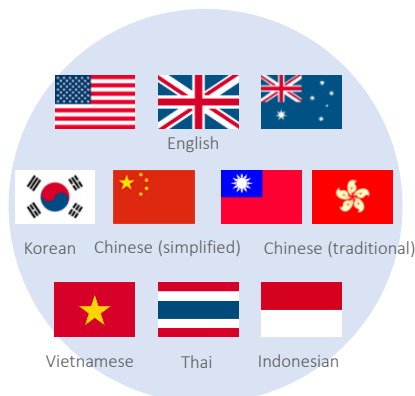 English
Korean
Chinese (simplified)
Chinese (traditional)
Vietnamese
Thai
Indonesian